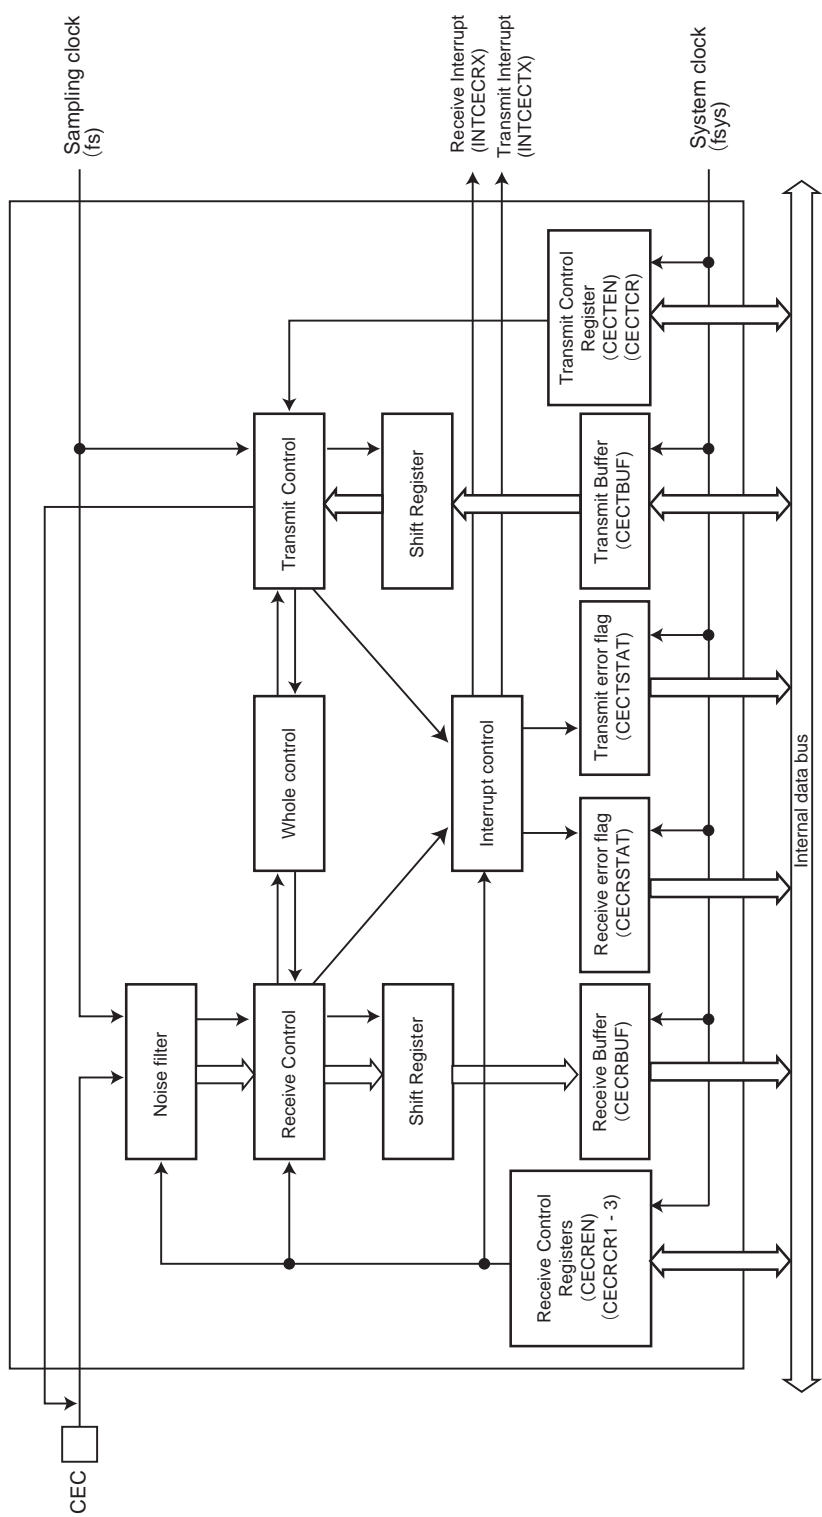 CEC
Sampling clock
(fs)
Noise filter
Receive Control
Whole control
Transmit Control
Shift Register
Shift Register
Interrupt control
Receive Interrupt
(INTCECRX)
Transmit Interrupt
(INTCECTX)
Receive Control
Registers
(CECREN)
(CECRCR1 - 3)
Receive Buffer
(CECRBUF)
Receive error flag
(CECRSTAT)
Transmit error flag
(CECTSTAT)
Transmit Buffer
(CECTBUF)
Transmit Control
Register
(CECTEN)
(CECTCR)
System clock
(fsys)
Internal data bus